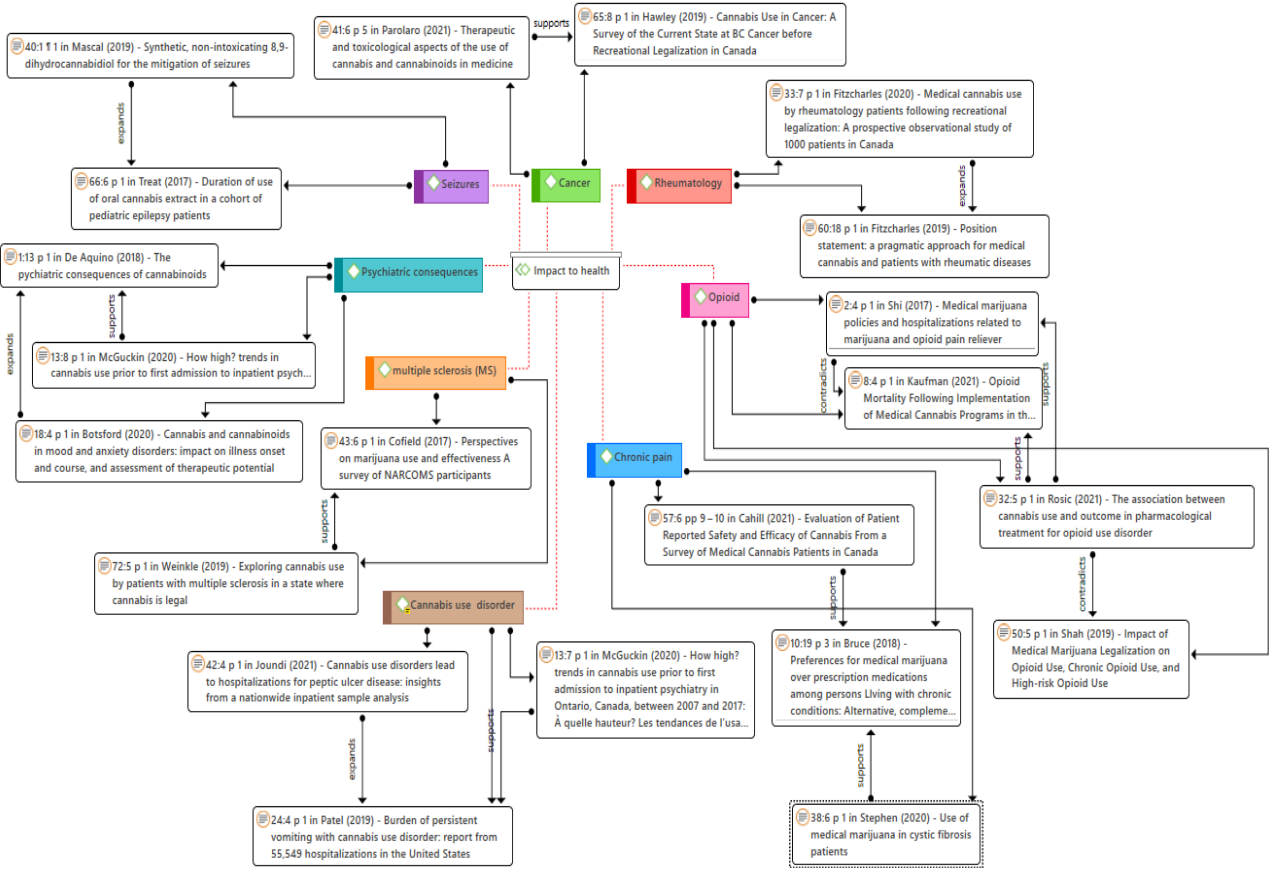 40:1 ¶ 1 in Mascal (2019) - Synthetic, non-intoxicating 8,9-
dihydrocannabidiol for the mitigation of seizures
41:6 p 5 in Parolaro (2021) - Therapeutic
and toxicological aspects of the use of
cannabis and cannabinoids in medicine
supports
65:8 p 1 in Hawley (2019) - Cannabis Use in Cancer: A
Survey of the Current State at BC Cancer before
Recreational Legalization in Canada
33:7 p 1 in Fitzcharles (2020) - Medical cannabis use
by rheumatology patients following recreational
legalization: A prospective observational study of
1000 patients in Canada
expands
66:6 p 1 in Treat (2017) - Duration of use
of oral cannabis extract in a cohort of
pediatric epilepsy patients
Seizures
Cancer
Rheumatology
expands
60:18 p 1 in Fitzcharles (2019) - Position
statement: a pragmatic approach for medical
cannabis and patients with rheumatic diseases
1:13 p 1 in De Aquino (2018) - The
pychiatric consequences of cannabinoids
Psychiatric consequences
Impact to health
Opioid
2:4 p 1 in Shi (2017) - Medical marijuana
policies and hospitalizations related to
marijuana and opioid pain reliever
supports
expands
13:8 p 1 in McGuckin (2020) - How high? trends in
cannabis use prior to first admission to inpatient psych...
multiple sclerosis (MS)
contradicts
8:4 p 1 in Kaufman (2021) - Opioid
Mortality Following Implementation
of Medical Cannabis Programs in th...
supports
18:4 p 1 in Botsford (2020) - Cannabis and cannabinoids
in mood and anxiety disorders: impact on illness onset
and course, and assessment of therapeutic potential
43:6 p 1 in Cofield (2017) - Perspectives
on marijuana use and effectiveness A
survey of NARCOMS participants
Chronic pain
supports
32:5 p 1 in Rosic (2021) - The association between
cannabis use and outcome in pharmacological
treatment for opioid use disorder
supports
57:6 pp 9 – 10 in Cahill (2021) - Evaluation of Patient
Reported Safety and Efficacy of Cannabis From a
Survey of Medical Cannabis Patients in Canada
72:5 p 1 in Weinkle (2019) - Exploring cannabis use
by patients with multiple sclerosis in a state where
cannabis is legal
contradicts
supports
Cannabis use disorder
50:5 p 1 in Shah (2019) - Impact of
Medical Marijuana Legalization on
Opioid Use, Chronic Opioid Use, and
High-risk Opioid Use
10:19 p 3 in Bruce (2018) -
Preferences for medical marijuana
over prescription medications
among persons LIving with chronic
conditions: Alternative, compleme...
42:4 p 1 in Joundi (2021) - Cannabis use disorders lead
to hospitalizations for peptic ulcer disease: insights
from a nationwide inpatient sample analysis
13:7 p 1 in McGuckin (2020) - How high?
trends in cannabis use prior to first
admission to inpatient psychiatry in
Ontario, Canada, between 2007 and 2017:
À quelle hauteur? Les tendances de l'usa...
supports
expands
supports
24:4 p 1 in Patel (2019) - Burden of persistent
vomiting with cannabis use disorder: report from
55,549 hospitalizations in the United States
38:6 p 1 in Stephen (2020) - Use of
medical marijuana in cystic fibrosis
patients